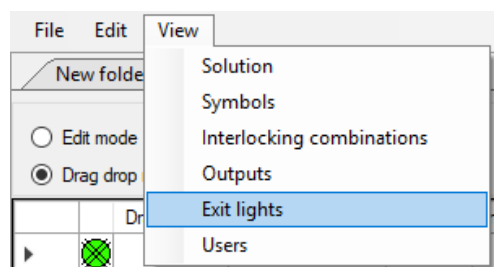 File Edit View
New folde
Solution
Symbols
Edit mode
Interlocking combinations
Drag drop
Outputs
Dr
Exit lights
Users